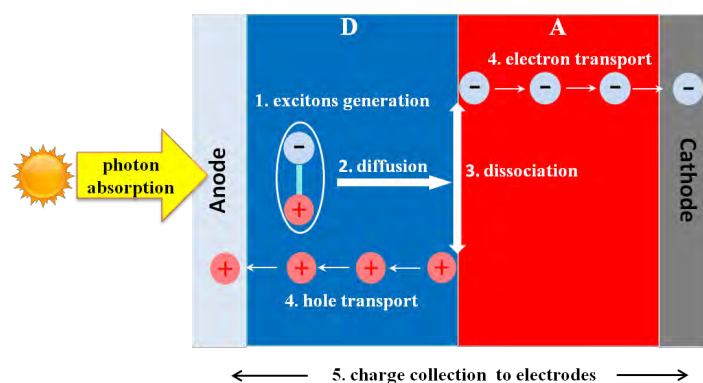 D
A
4. electron transport
1. excitons generation
photon
absorption
Anode
2. diffusion
3. dissociation
Cathode
4. hole transport
5. charge collection to electrodes
- - - -
-
+
+ + + +